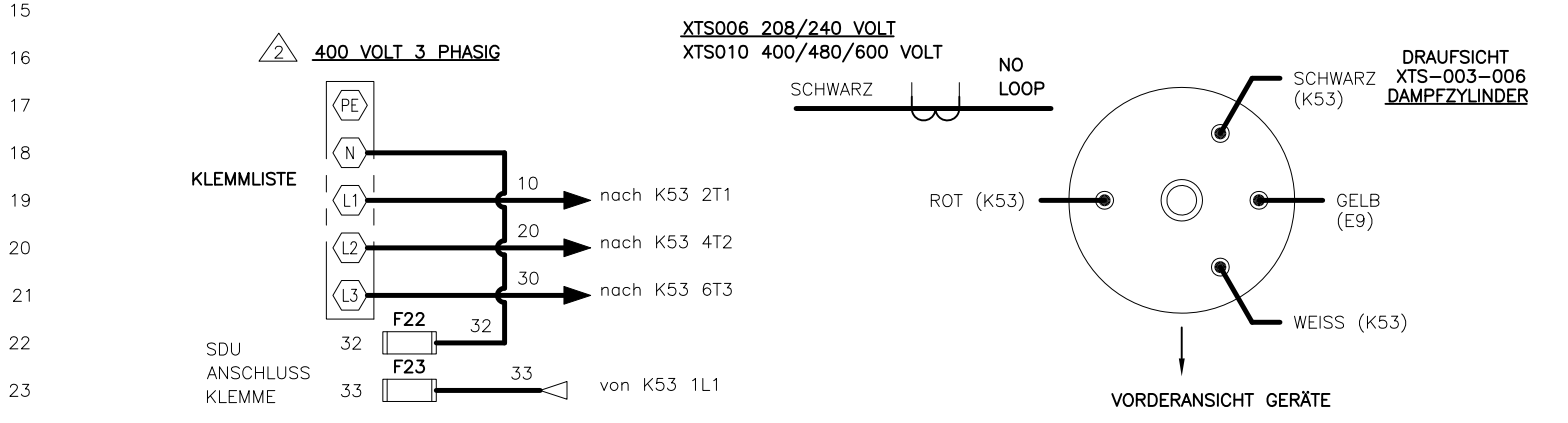 15
16
17
18
19
20
21
22
23
2 400 VOLT 3 PHASIG
KLEMMLISTE
PE
N
L1
L2
L3
10
nach K53 2T1
20
nach K53 4T2
30
nach K53 6T3
SDU
ANSCHLUSS
KLEMME
32
F22
32
33
F23
33
von K53 1L1
XTS006 208/240 VOLT
XTS010 400/480/600 VOLT
SCHWARZ
NO
LOOP
DRAUFSICHT
XTS-003-006
DAMPFZYLINDER
SCHWARZ
(K53)
ROT (K53)
GELB
(E9)
WEISS (K53)
VORDERANSICHT GERÄTE